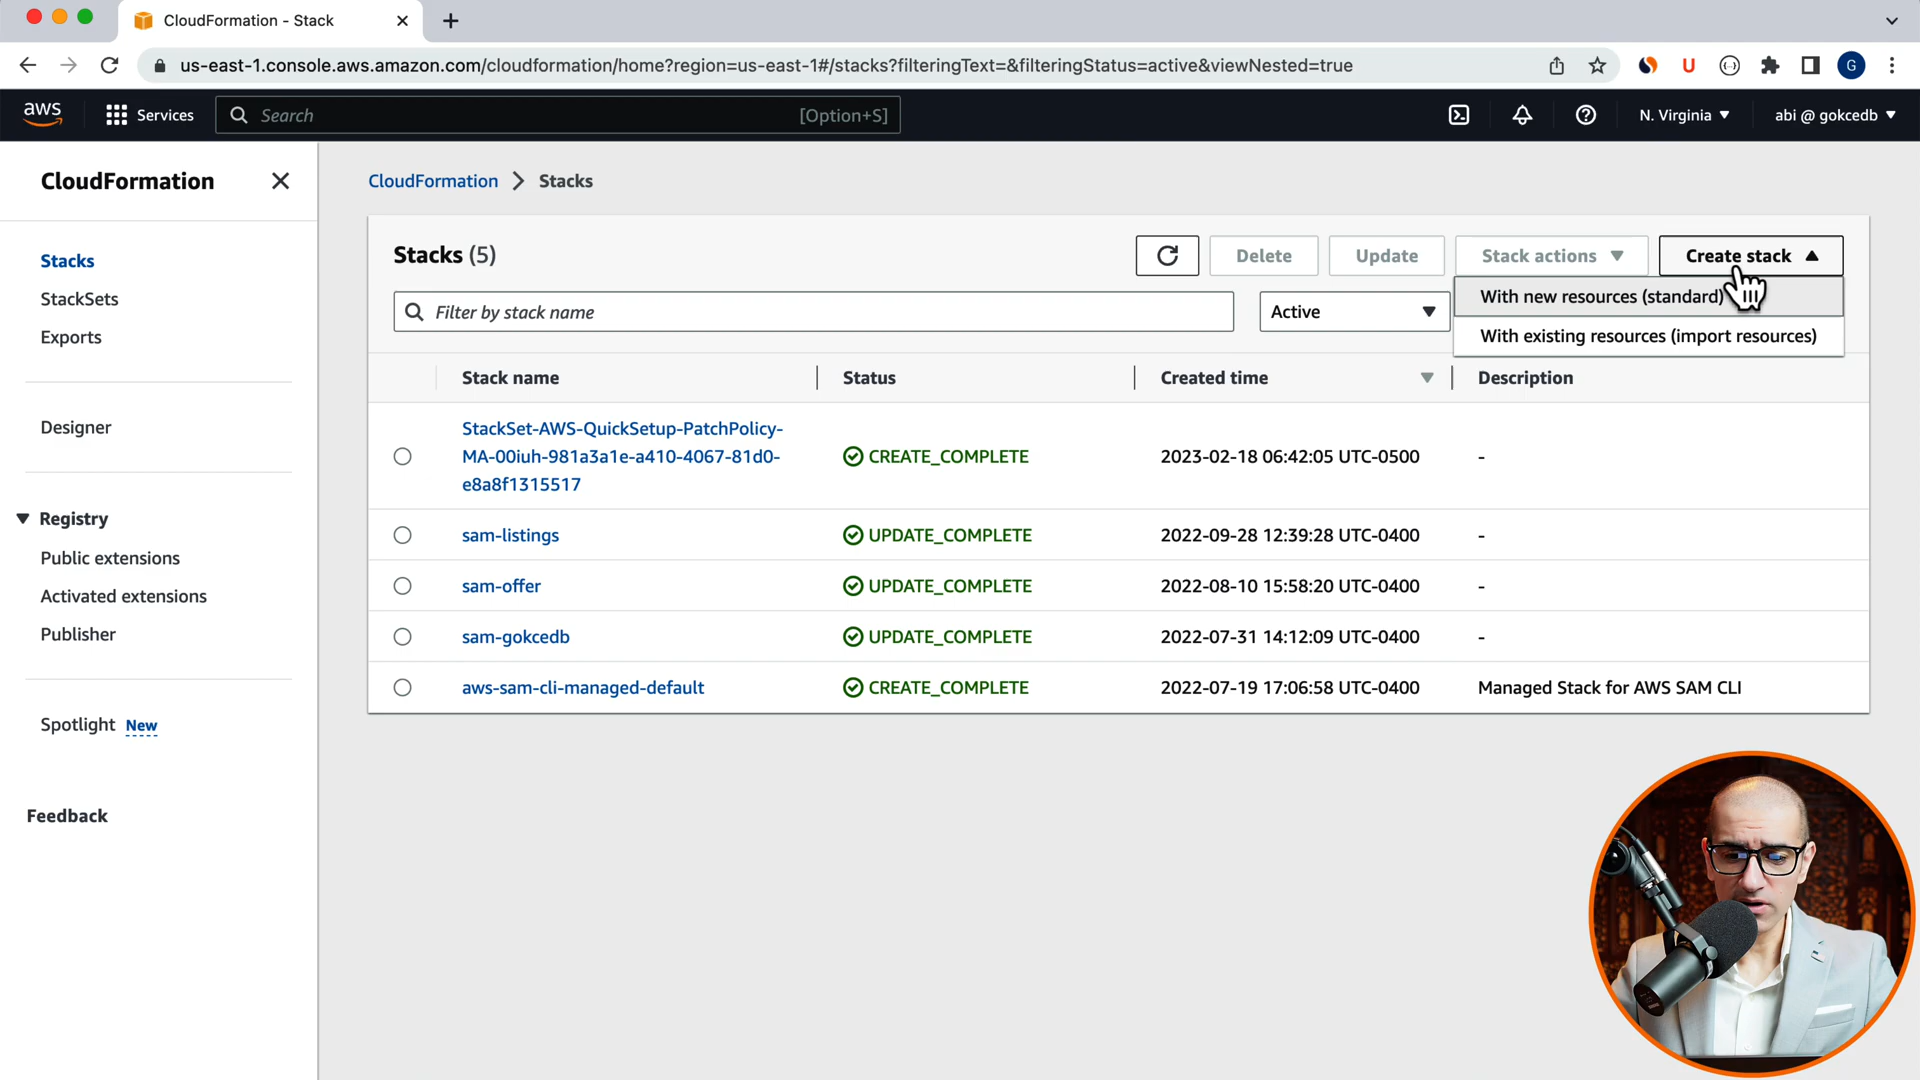 CloudFormation - Stack
us-east-1.console.aws.amazon.com/cloudformation/home?region=us-east-1#/stacks?filteringText=&filteringStatus=active&viewNested=true
U
G
aws
Services
Search
[Option+S]
N. Virginia
abi @ gokcedb
CloudFormation
Stacks
StackSets
Exports
Designer
Registry
Public extensions
Activated extensions
Publisher
Spotlight New
Feedback
CloudFormation > Stacks
Stacks (5)
Delete
Update
Stack actions
Create stack
With new resources (standard)
With existing resources (import resources)
Filter by stack name
Active
Stack name
Status
Created time
Description
StackSet-AWS-QuickSetup-PatchPolicy-
MA-00iuh-981a3a1e-a410-4067-81d0-
e8a8f1315517
CREATE_COMPLETE
2023-02-18 06:42:05 UTC-0500
-
sam-listings
UPDATE_COMPLETE
2022-09-28 12:39:28 UTC-0400
-
sam-offer
UPDATE_COMPLETE
2022-08-10 15:58:20 UTC-0400
-
sam-gokcedb
UPDATE_COMPLETE
2022-07-31 14:12:09 UTC-0400
-
aws-sam-cli-managed-default
CREATE_COMPLETE
2022-07-19 17:06:58 UTC-0400
Managed Stack for AWS SAM CLI